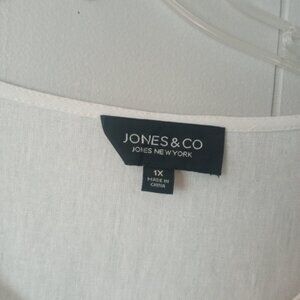 JONES & CO
JONES NEW YORK
1X
MADE IN
CHINA